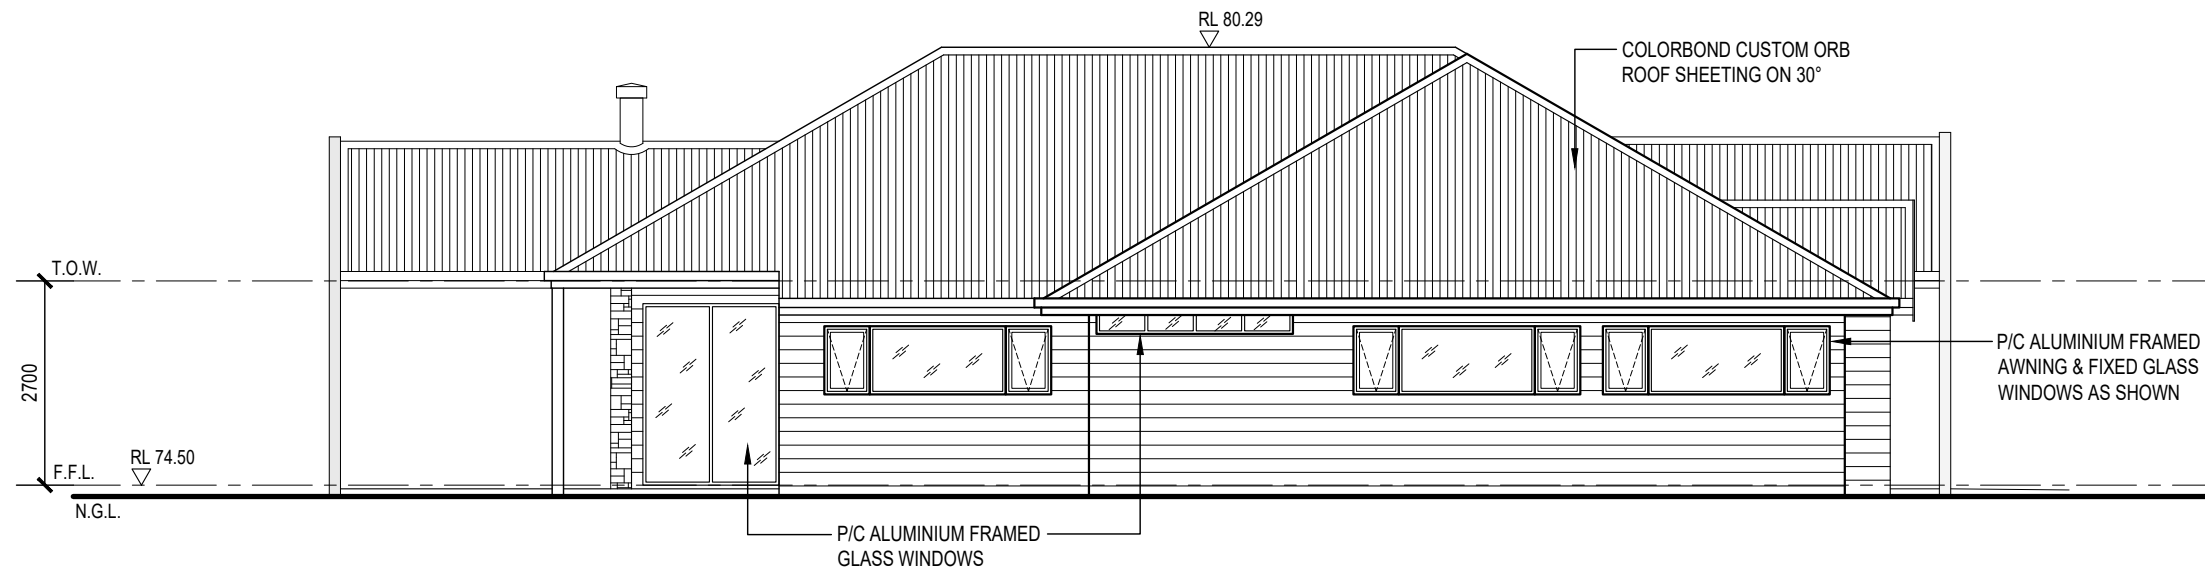 RL 80.29
COLORBOND CUSTOM ORB
ROOF SHEETING ON 30°
T.O.W.
2700
P/C ALUMINIUM FRAMED
AWNING & FIXED GLASS
WINDOWS AS SHOWN
RL 74.50
F.F.L.
N.G.L.
P/C ALUMINIUM FRAMED
GLASS WINDOWS